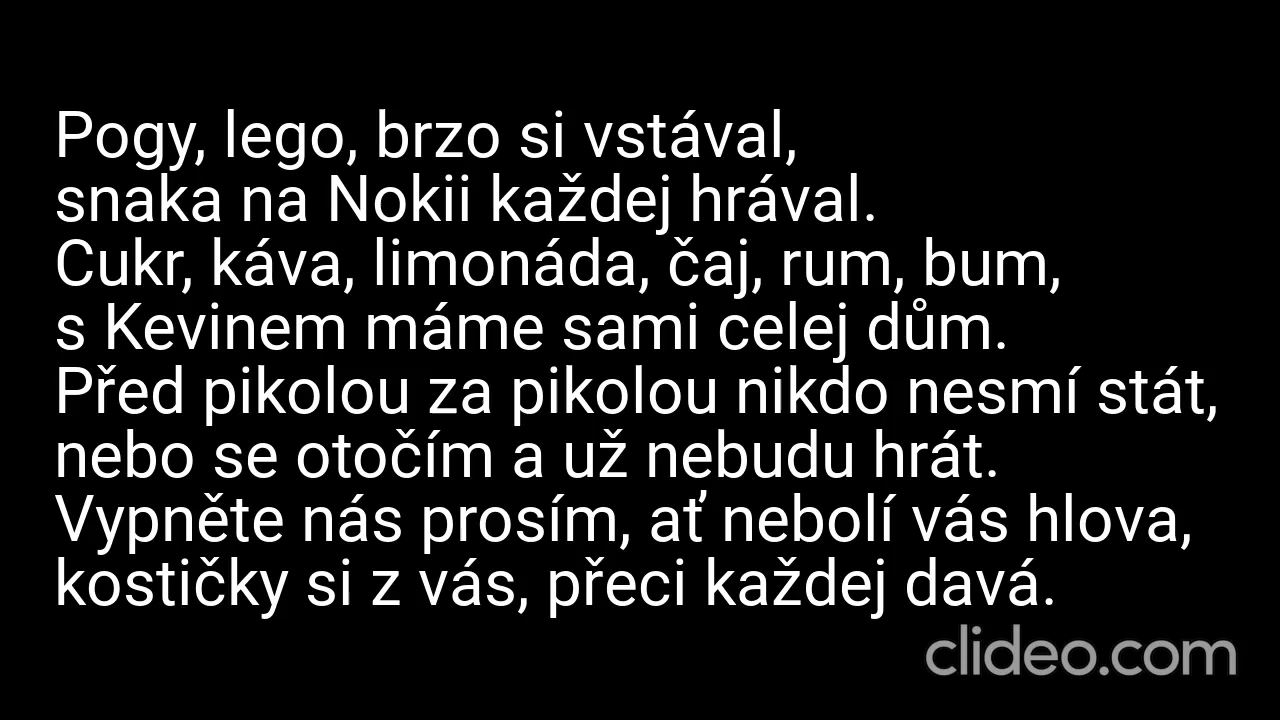 Pogy, lego, brzo si vstával,
snaka na Nokii každej hrával.
Cukr, káva, limonáda, čaj, rum, bum,
s Kevinem máme sami celej dům.
Před pikolou za pikolou nikdo nesmí stát,
nebo se otočím a už nebudu hrát.
Vypněte nás prosím, ať nebolí vás hlova,
kostičky si z vás, přeci každej davá.
clideo.com